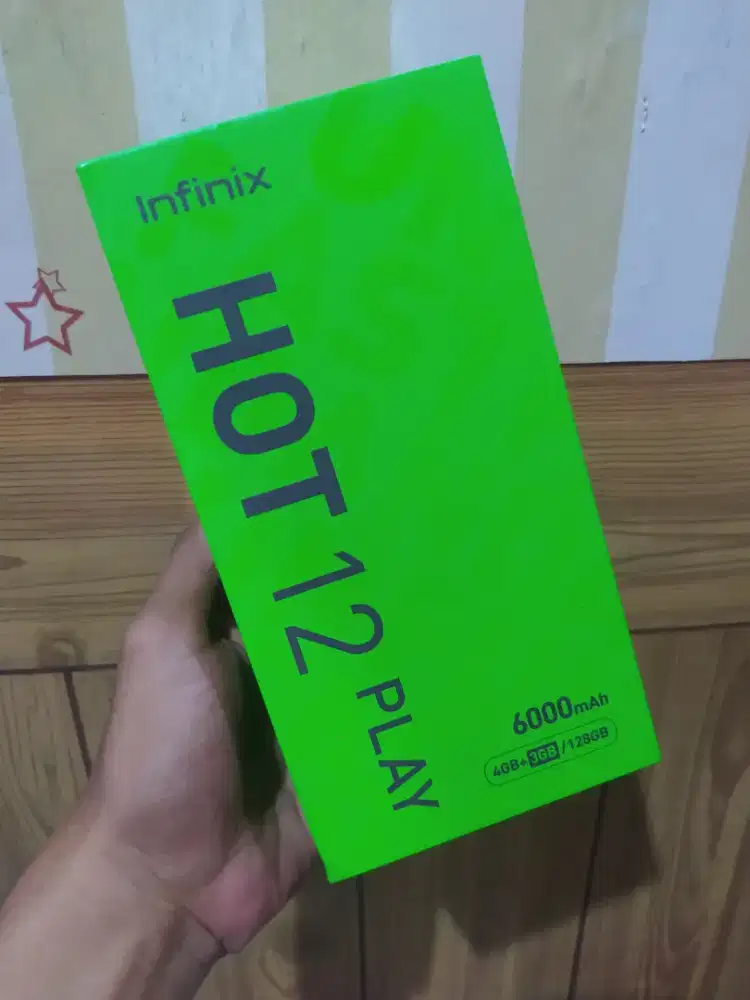 Infinix
HOT 12 PLAY
6000mAh
4GB+3GB/128GB